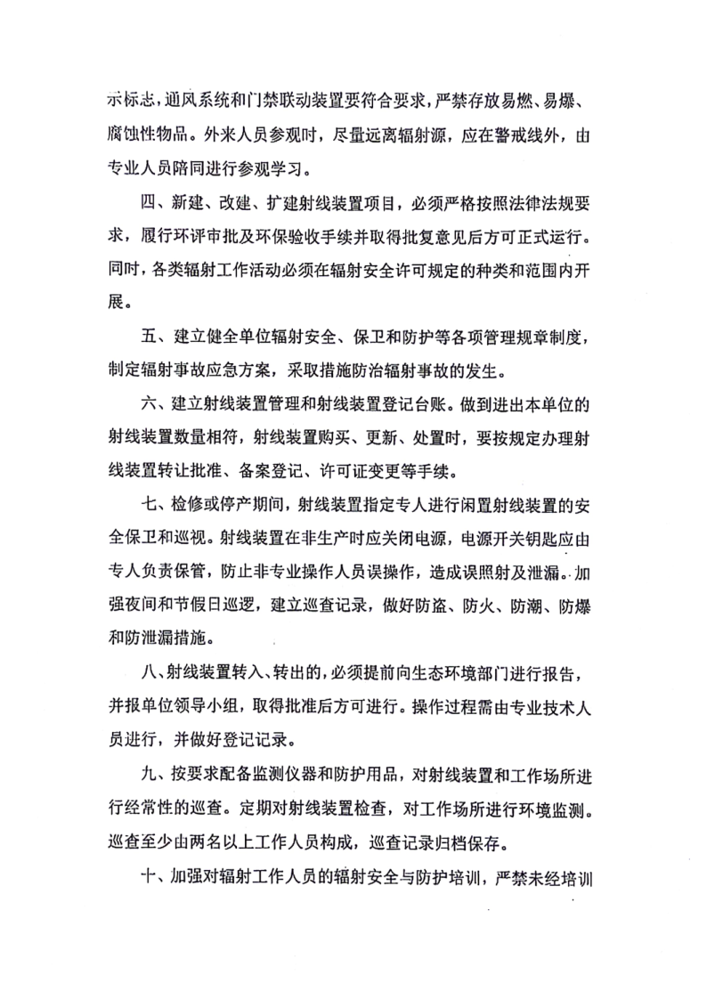 示标志，通风系统和门禁联动装置要符合要求，严禁存放易燃、易爆、
腐蚀性物品。外来人员参观时，尽量远离辐射源，应在警戒线外，由
专业人员陪同进行参观学习。
四、新建、改建、扩建射线装置项目，必须严格按照法律法规要
求，履行环评审批及环保验收手续并取得批复意见后方可正式运行。
同时，各类辐射工作活动必须在辐射安全许可规定的种类和范围内开
展。
五、建立健全单位辐射安全、保卫和防护等各项管理规章制度，
制定辐射事故应急方案，采取措施防治辐射事故的发生。
六、建立射线装置管理和射线装置登记台账。做到进出本单位的
射线装置数量相符，射线装置购买、更新、处置时，要按规定办理射
线装置转让批准、备案登记、许可证变更等手续。
七、检修或停产期间，射线装置指定专人进行闲置射线装置的安
全保卫和巡视。射线装置在非生产时应关闭电源，电源开关钥匙应由
专人负责保管，防止非专业操作人员误操作，造成误照射及泄漏。加
强夜间和节假日巡逻，建立巡查记录，做好防盗、防火、防潮、防爆
和防泄漏措施。
八、射线装置转入、转出的，必须提前向生态环境部门进行报告，
并报单位领导小组，取得批准后方可进行。操作过程需由专业技术人
员进行，并做好登记记录。
九、按要求配备监测仪器和防护用品，对射线装置和工作场所进
行经常性的巡查。定期对射线装置检查，对工作场所进行环境监测。
巡查至少由两名以上工作人员构成，巡查记录归档保存。
十、加强对辐射工作人员的辐射安全与防护培训，严禁未经培训